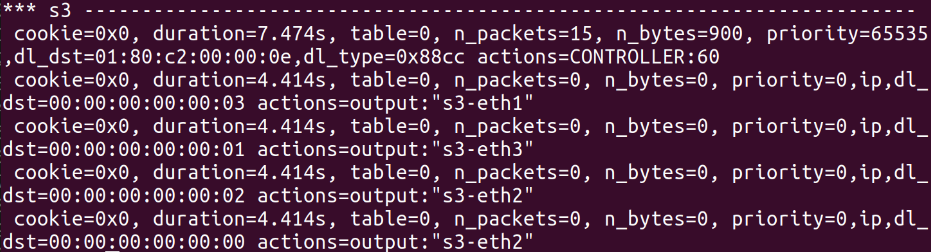 *** s3 ------------------------------------------------------------------------
 cookie=0x0, duration=7.474s, table=0, n_packets=15, n_bytes=900, priority=65535
,dl_dst=01:80:c2:00:00:0e,dl_type=0x88cc actions=CONTROLLER:60
 cookie=0x0, duration=4.414s, table=0, n_packets=0, n_bytes=0, priority=0,ip,dl_
dst=00:00:00:00:00:03 actions=output:"s3-eth1"
 cookie=0x0, duration=4.414s, table=0, n_packets=0, n_bytes=0, priority=0,ip,dl_
dst=00:00:00:00:00:01 actions=output:"s3-eth3"
 cookie=0x0, duration=4.414s, table=0, n_packets=0, n_bytes=0, priority=0,ip,dl_
dst=00:00:00:00:00:02 actions=output:"s3-eth2"
 cookie=0x0, duration=4.414s, table=0, n_packets=0, n_bytes=0, priority=0,ip,dl_
dst=00:00:00:00:00:00 actions=output:"s3-eth2"